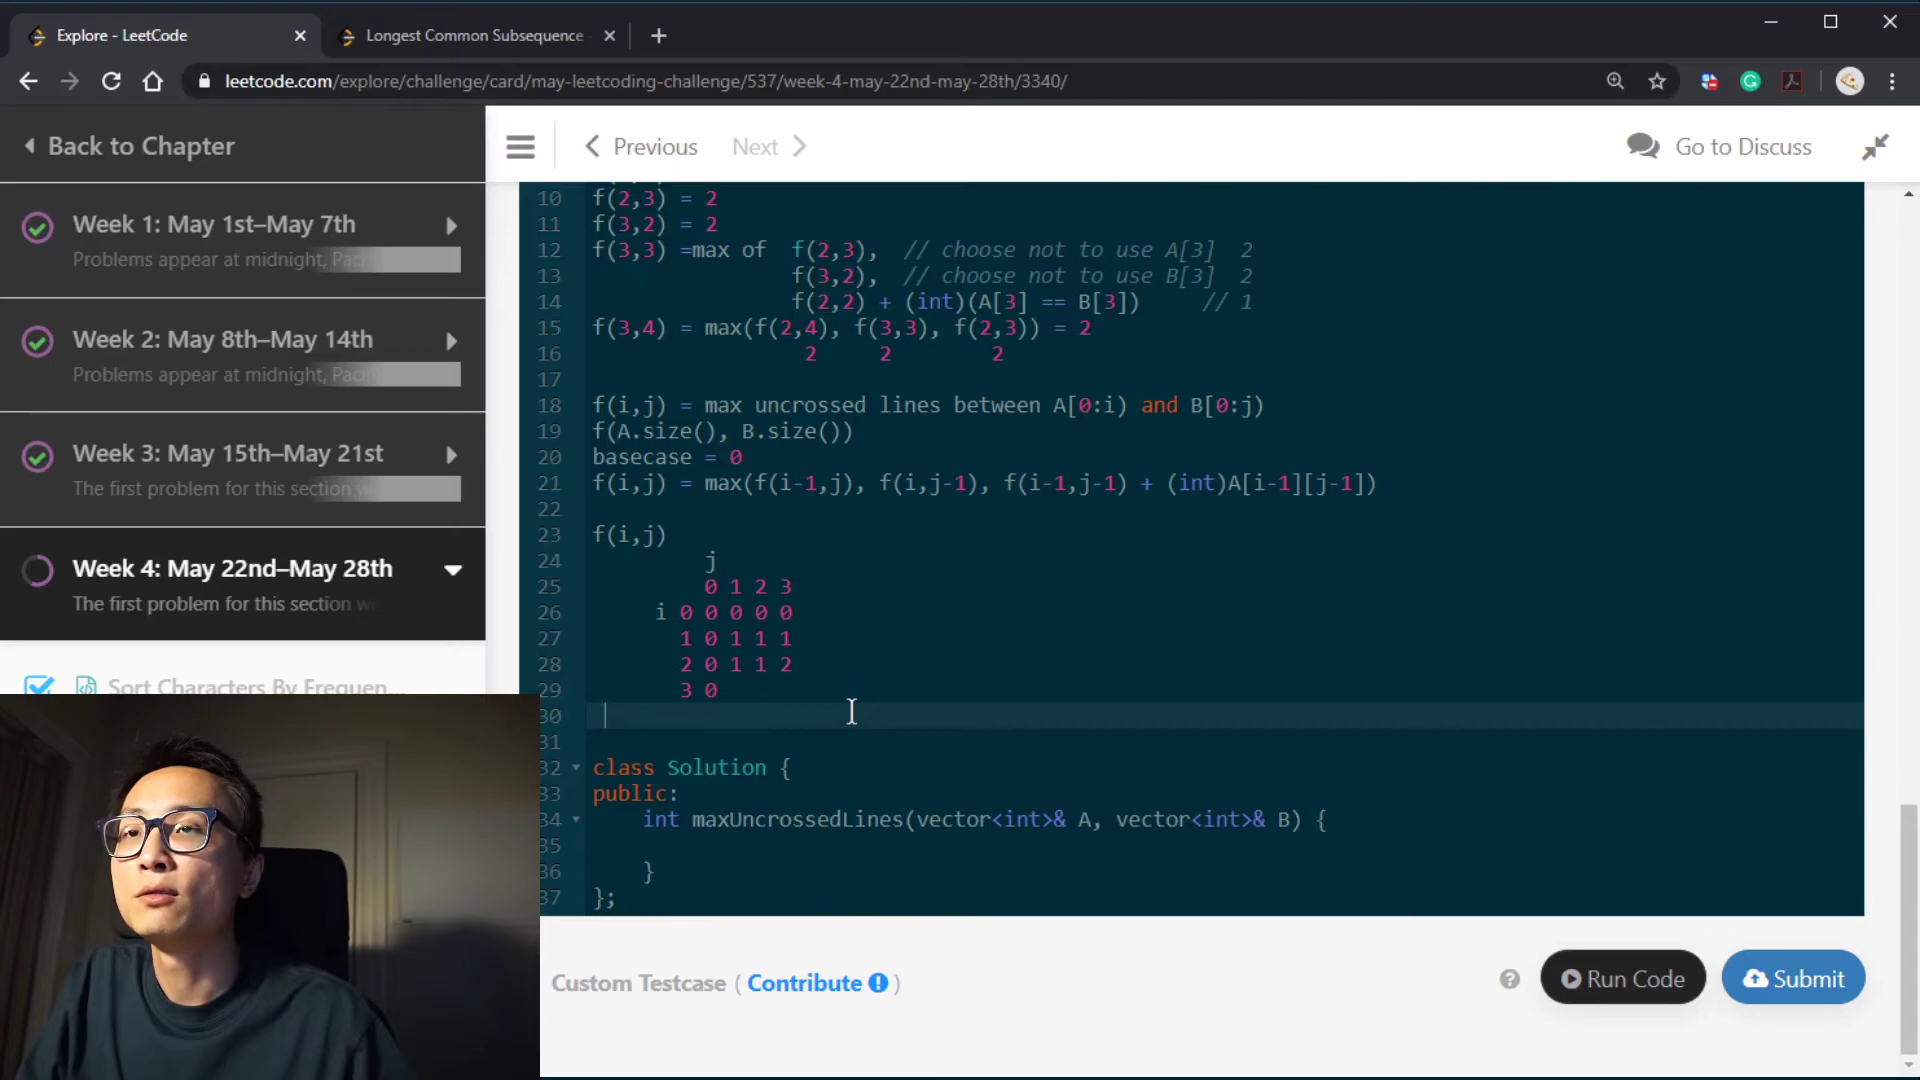 Explore - LeetCode
Longest Common Subsequence
leetcode.com/explore/challenge/card/may-leetcoding-challenge/537/week-4-may-22nd-may-28th/3340/
Back to Chapter
Previous
Next
Go to Discuss
Week 1: May 1st–May 7th
Problems appear at midnight, Paci
Week 2: May 8th–May 14th
Problems appear at midnight, Paci
Week 3: May 15th–May 21st
The first problem for this section w
Week 4: May 22nd–May 28th
The first problem for this section w
Sort Characters By Frequen...
10 f(2,3) = 2
11 f(3,2) = 2
12 f(3,3) =max of f(2,3), // choose not to use A[3] 2
13 f(3,2), // choose not to use B[3] 2
14 f(2,2) + (int)(A[3] == B[3]) // 1
15 f(3,4) = max(f(2,4), f(3,3), f(2,3)) = 2
16 2 2 2
17
18 f(i,j) = max uncrossed lines between A[0:i) and B[0:j)
19 f(A.size(), B.size())
20 basecase = 0
21 f(i,j) = max(f(i-1,j), f(i,j-1), f(i-1,j-1) + (int)A[i-1][j-1])
22
23 f(i,j)
24 j
25 0 1 2 3
26 i 0 0 0 0 0
27 1 0 1 1 1
28 2 0 1 1 2
29 3 0
30
31
32 class Solution {
33 public:
34 int maxUncrossedLines(vector<int>& A, vector<int>& B) {
35
36 }
37 };
Custom Testcase ( Contribute )
Run Code
Submit